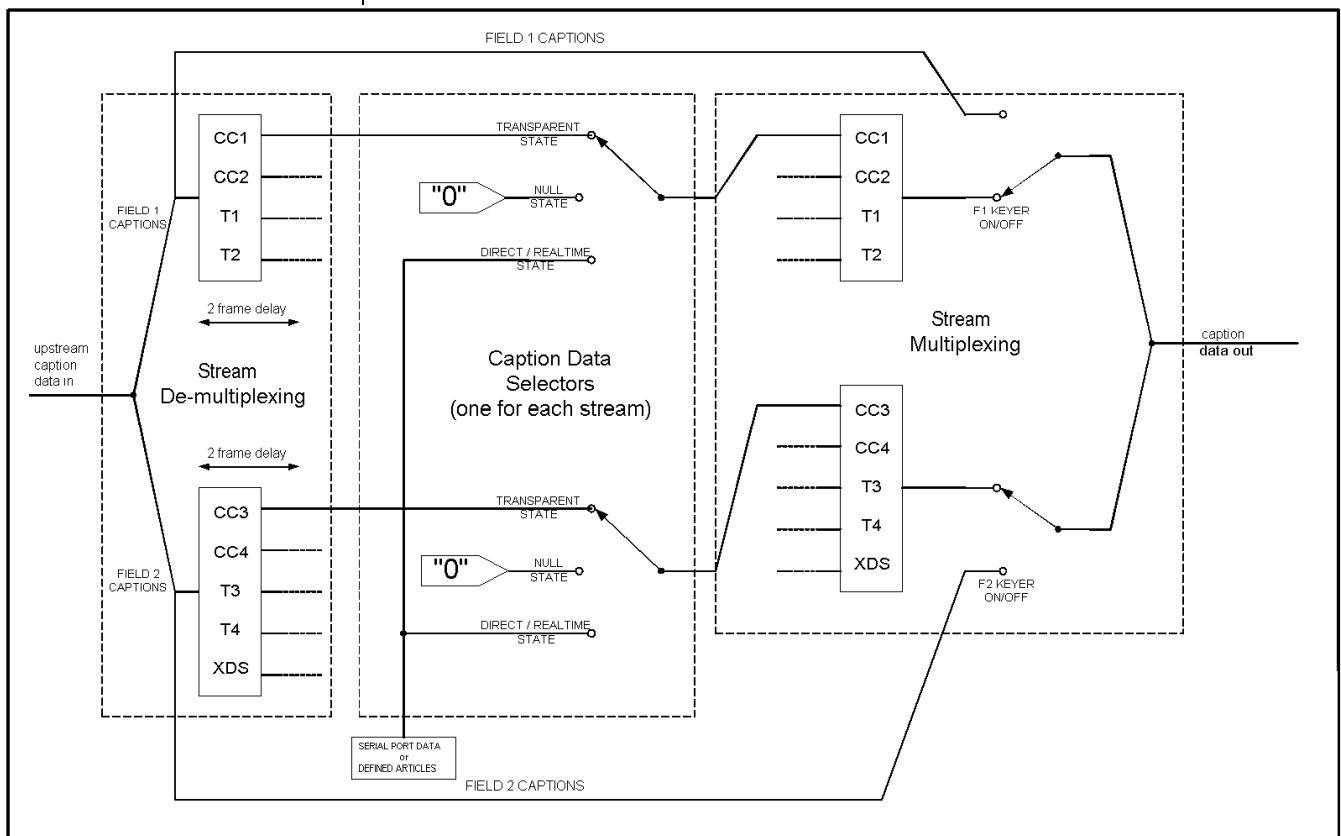 FIELD 1 CAPTIONS
CC1
CC2
T1
T2
FIELD 1
CAPTIONS
2 frame delay
upstream
caption
data in
Stream
De-multiplexing
2 frame delay
CC3
CC4
T3
T4
XDS
FIELD 2
CAPTIONS
TRANSPARENT
STATE
"0"
NULL
STATE
DIRECT / REALTIME
STATE
Caption Data
Selectors
(one for each stream)
TRANSPARENT
STATE
"0"
NULL
STATE
DIRECT / REALTIME
STATE
SERIAL PORT DATA
or
DEFINED ARTICLES
CC1
CC2
T1
T2
F1 KEYER
ON/OFF
Stream
Multiplexing
CC3
CC4
T3
T4
XDS
F2 KEYER
ON/OFF
caption
data out
FIELD 2 CAPTIONS